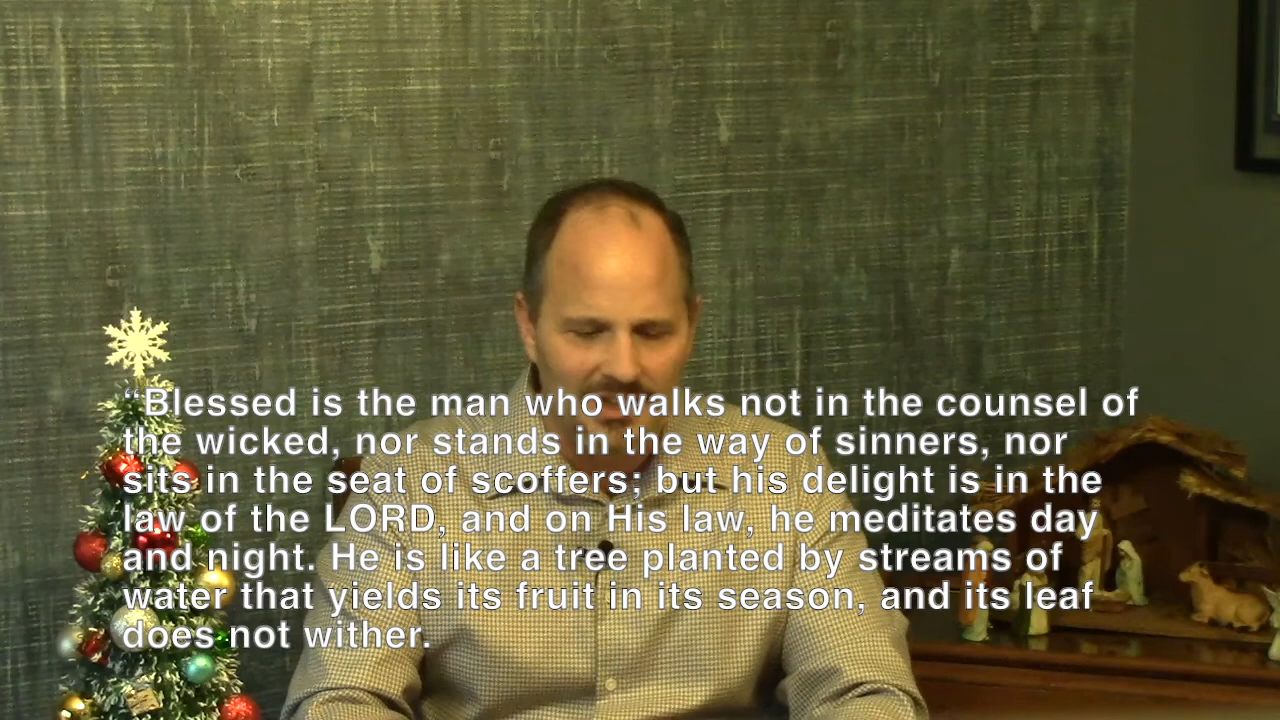 “Blessed is the man who walks not in the counsel of
the wicked, nor stands in the way of sinners, nor
sits in the seat of scoffers; but his delight is in the
law of the LORD, and on His law, he meditates day
and night. He is like a tree planted by streams of
water that yields its fruit in its season, and its leaf
does not wither.